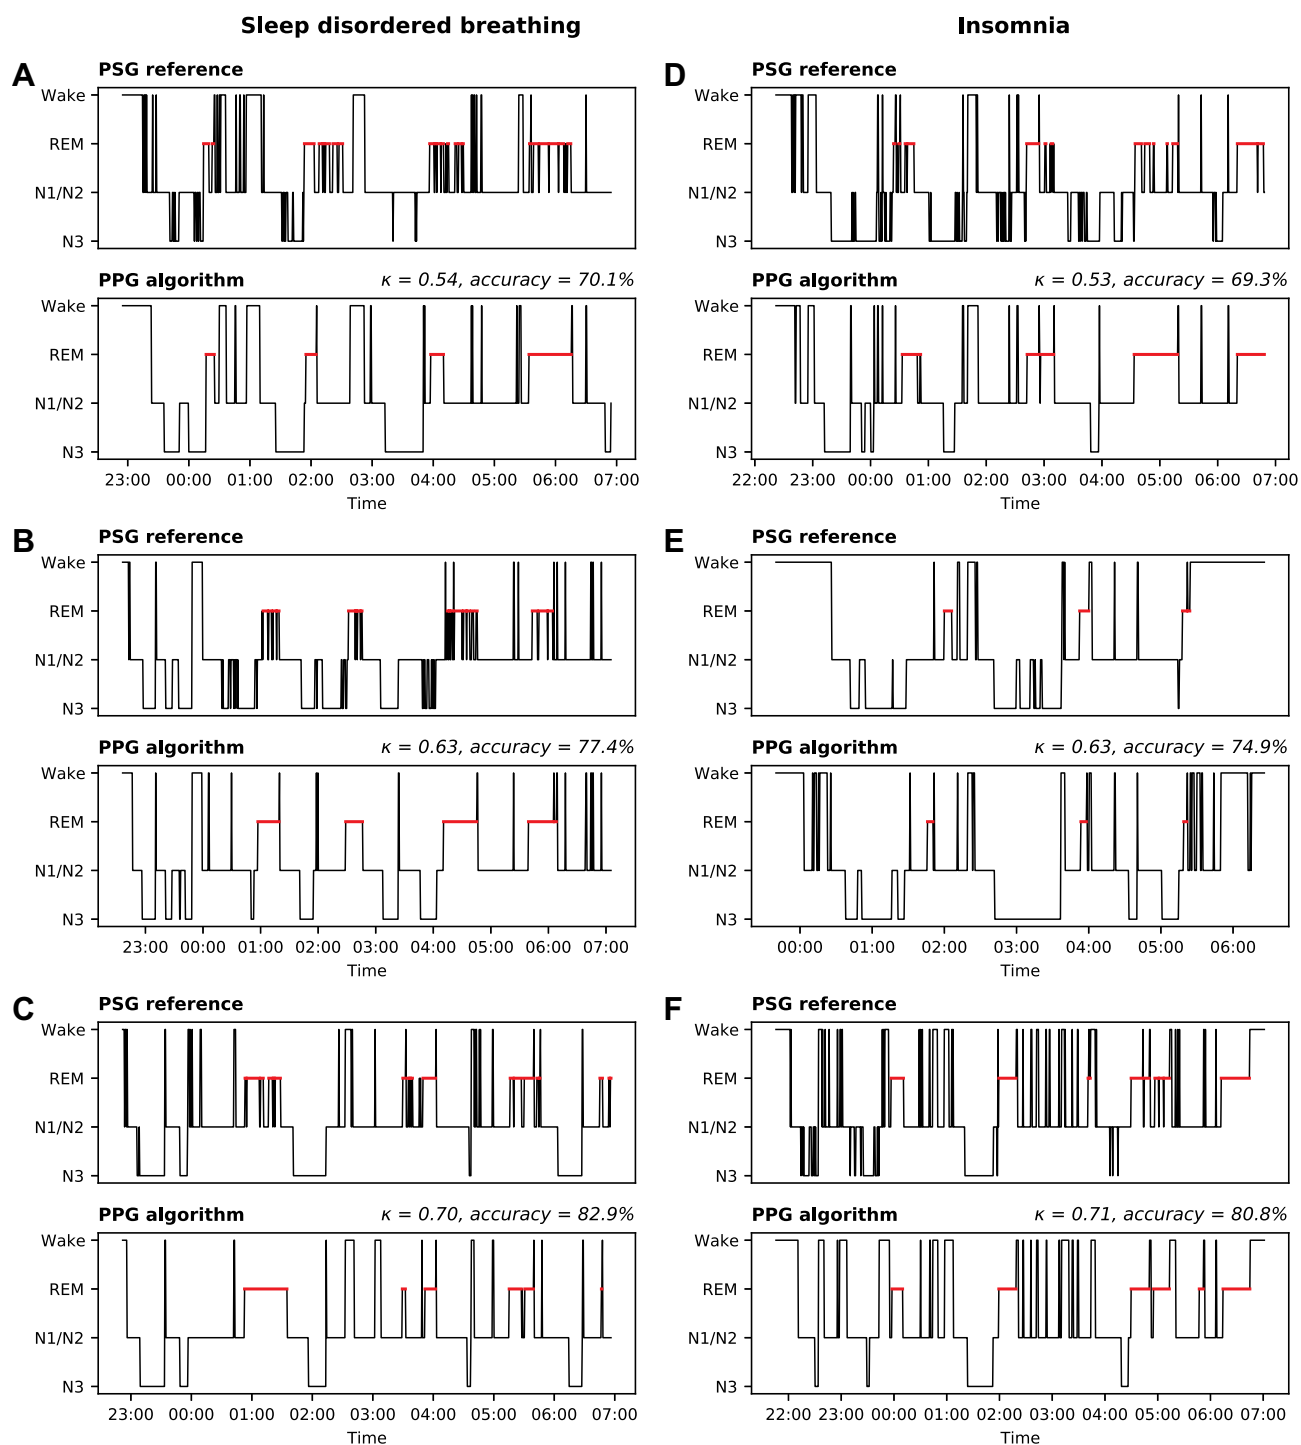 Sleep disordered breathing
Insomnia
A
PSG reference
Wake
REM
N1/N2
N3
PPG algorithm
κ = 0.54, accuracy = 70.1%
Wake
REM
N1/N2
N3
23:00 00:00 01:00 02:00 03:00 04:00 05:00 06:00 07:00
Time
D
PSG reference
Wake
REM
N1/N2
N3
PPG algorithm
κ = 0.53, accuracy = 69.3%
Wake
REM
N1/N2
N3
22:00 23:00 00:00 01:00 02:00 03:00 04:00 05:00 06:00 07:00
Time
B
PSG reference
Wake
REM
N1/N2
N3
PPG algorithm
κ = 0.63, accuracy = 77.4%
Wake
REM
N1/N2
N3
23:00 00:00 01:00 02:00 03:00 04:00 05:00 06:00 07:00
Time
E
PSG reference
Wake
REM
N1/N2
N3
PPG algorithm
κ = 0.63, accuracy = 74.9%
Wake
REM
N1/N2
N3
00:00 01:00 02:00 03:00 04:00 05:00 06:00
Time
C
PSG reference
Wake
REM
N1/N2
N3
PPG algorithm
κ = 0.70, accuracy = 82.9%
Wake
REM
N1/N2
N3
23:00 00:00 01:00 02:00 03:00 04:00 05:00 06:00 07:00
Time
F
PSG reference
Wake
REM
N1/N2
N3
PPG algorithm
κ = 0.71, accuracy = 80.8%
Wake
REM
N1/N2
N3
22:00 23:00 00:00 01:00 02:00 03:00 04:00 05:00 06:00 07:00
Time